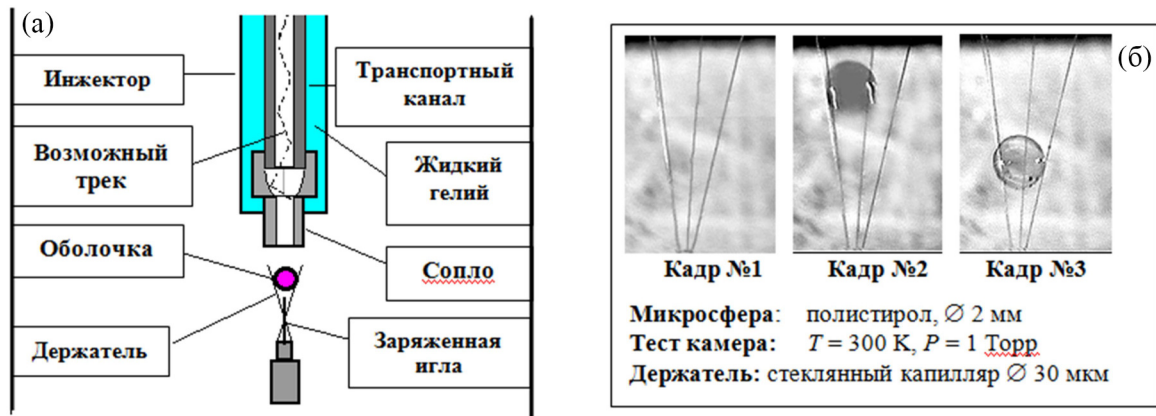 (а)
Инжектор
Возможный
трек
Оболочка
Держатель
Транспортный
канал
Жидкий
гелий
Сопло
Заряженная
игла
(б)
Кадр №1
Кадр №2
Кадр №3
Микросфера: полистирол, ∅ 2 мм
Тест камера: T = 300 K, P = 1 Торр
Держатель: стеклянный капилляр ∅ 30 мкм